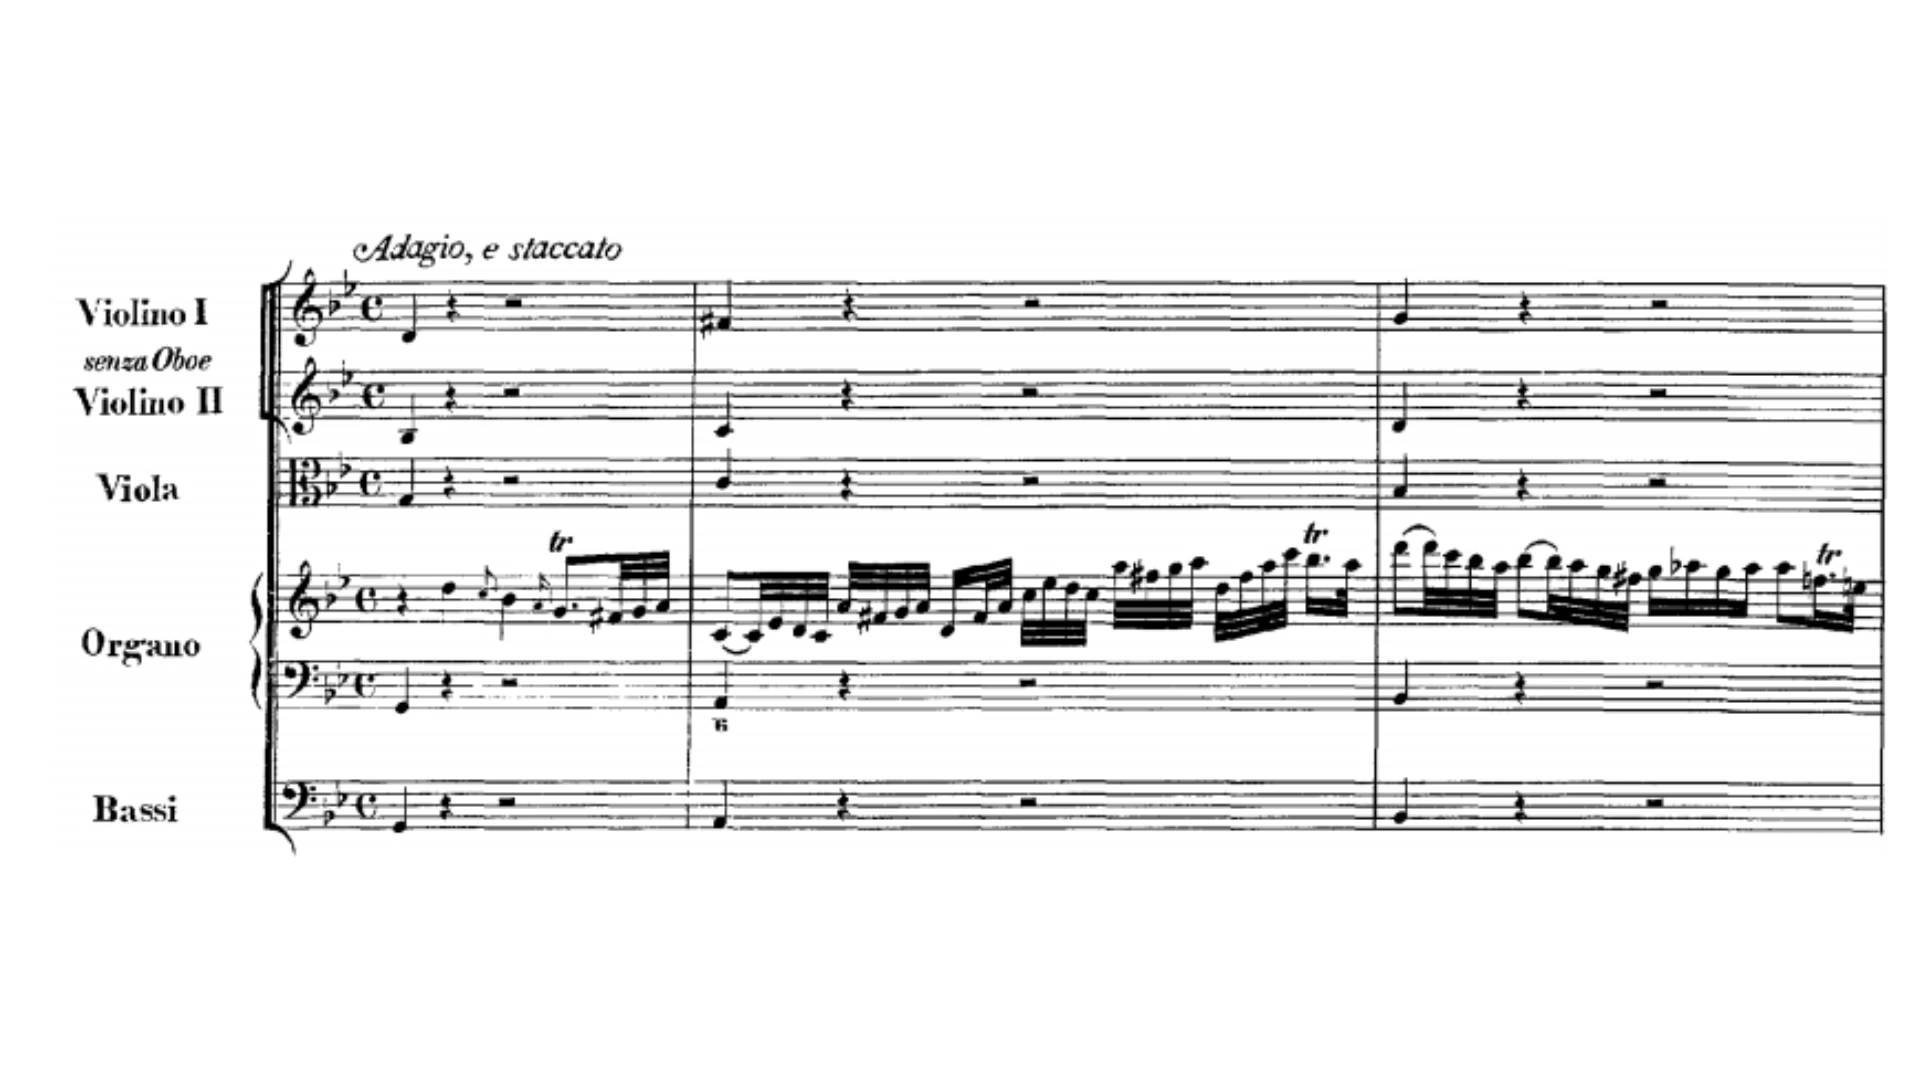 Adagio, e staccato
Violino I
senza Oboe
Violino II
Viola
tr
tr
tr
Organo
6
Bassi